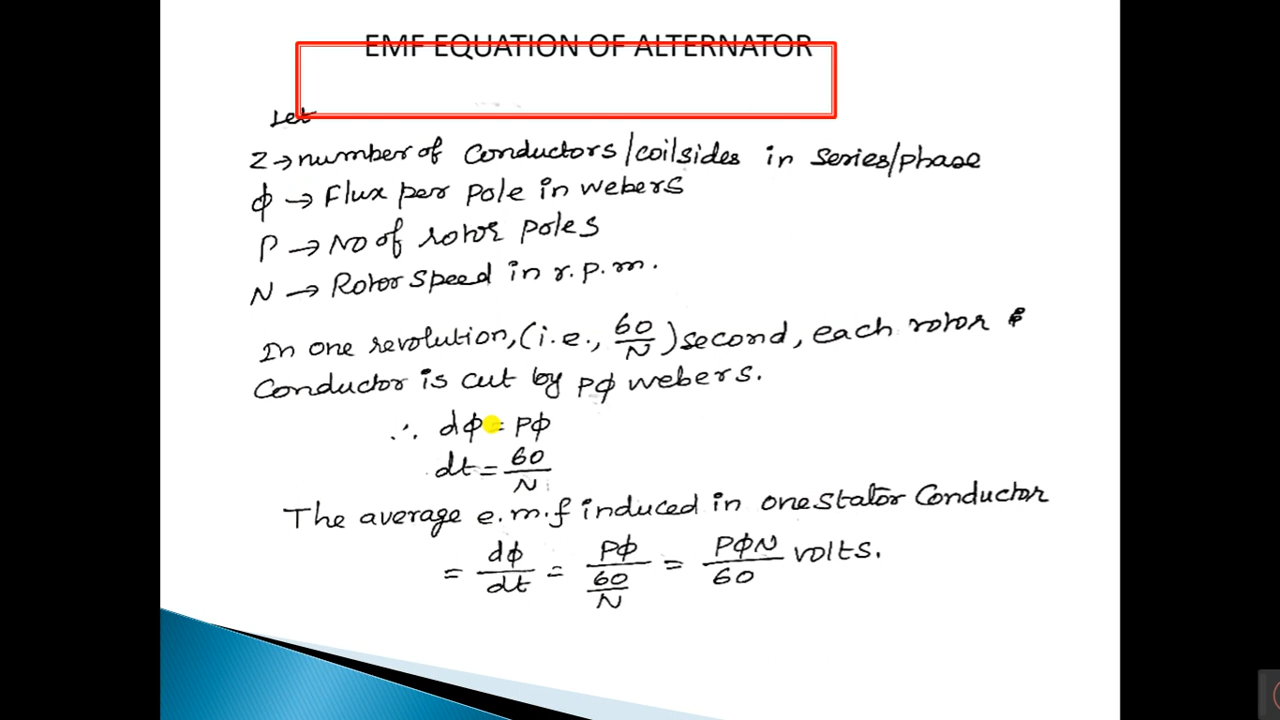 EMF EQUATION OF ALTERNATOR
Let
Z → number of conductors/coilsides in series/phase
ϕ → Flux per pole in webers
P → No of rotor poles
N → Rotor speed in r.p.m.
In one revolution, (i.e., 60/N) second, each rotor
Conductor is cut by Pϕ webers.
∴ dϕ = Pϕ
dt = 60/N
The average e.m.f induced in one stator Conductor
= dϕ/dt = Pϕ/(60/N) = PϕN/60 volts.